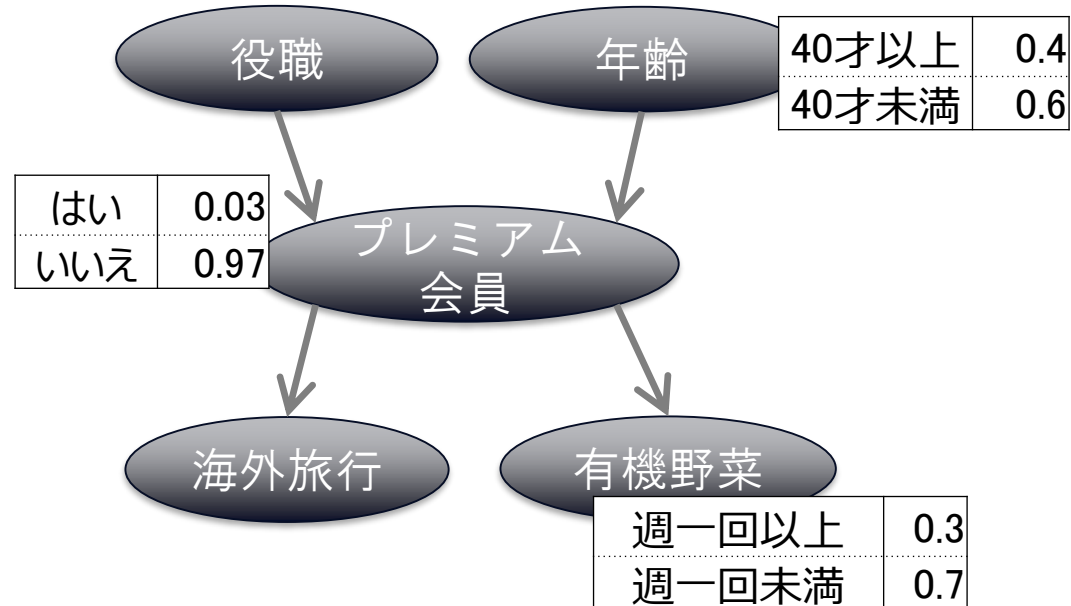 役職
年齢
40才以上 0.4
40才未満 0.6
はい 0.03
いいえ 0.97
プレミアム
会員
海外旅行
有機野菜
週一回以上 0.3
週一回未満 0.7